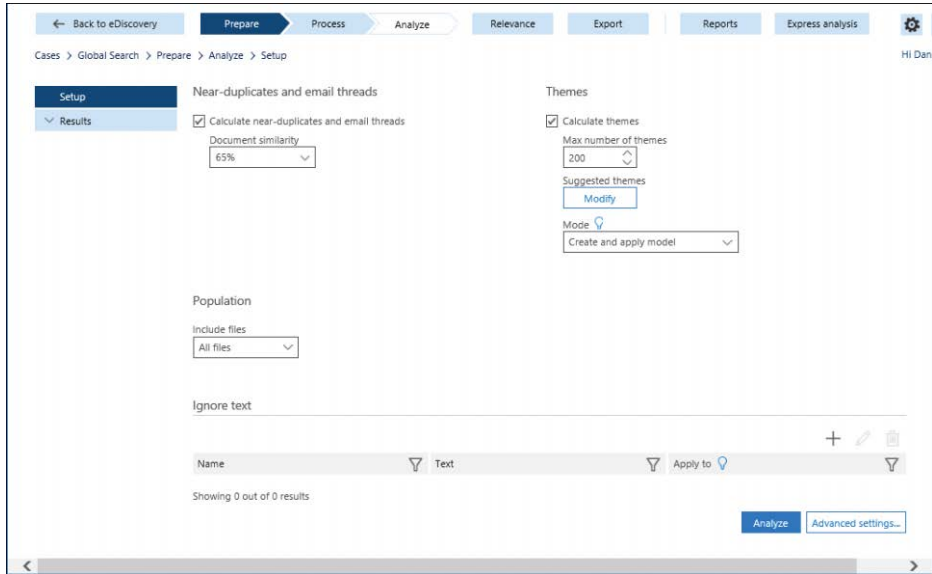 ← Back to eDiscovery Prepare Process Analyze Relevance Export Reports Express analysis
Cases > Global Search > Prepare > Analyze > Setup Hi Dan
Setup
Results
Near-duplicates and email threads
Calculate near-duplicates and email threads
Document similarity
65%
Themes
Calculate themes
Max number of themes
200
Suggested themes
Modify
Mode
Create and apply model
Population
Include files
All files
Ignore text
Name Text Apply to
Showing 0 out of 0 results
Analyze Advanced settings...